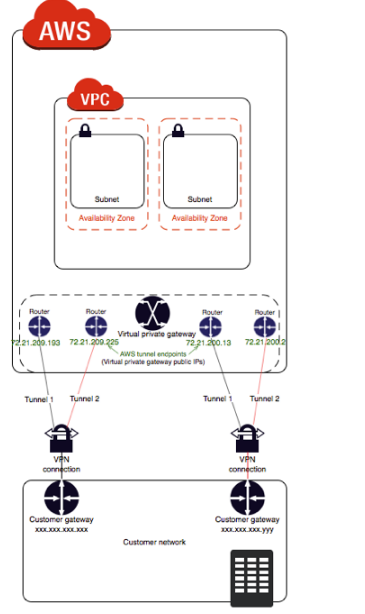 AWS
VPC
Subnet
Subnet
Availability Zone
Availability Zone
Router
Router
Router
Router
Virtual private gateway
72.21.209.193
72.21.209.225
72.21.200.13
72.21.200.2
AWS tunnel endpoints
(Virtual private gateway public IPs)
Tunnel 1
Tunnel 2
Tunnel 1
Tunnel 2
VPN
connection
VPN
connection
Customer gateway
xxx.xxx.xxx.xxx
Customer gateway
xxx.xxx.xxx.yyy
Customer network